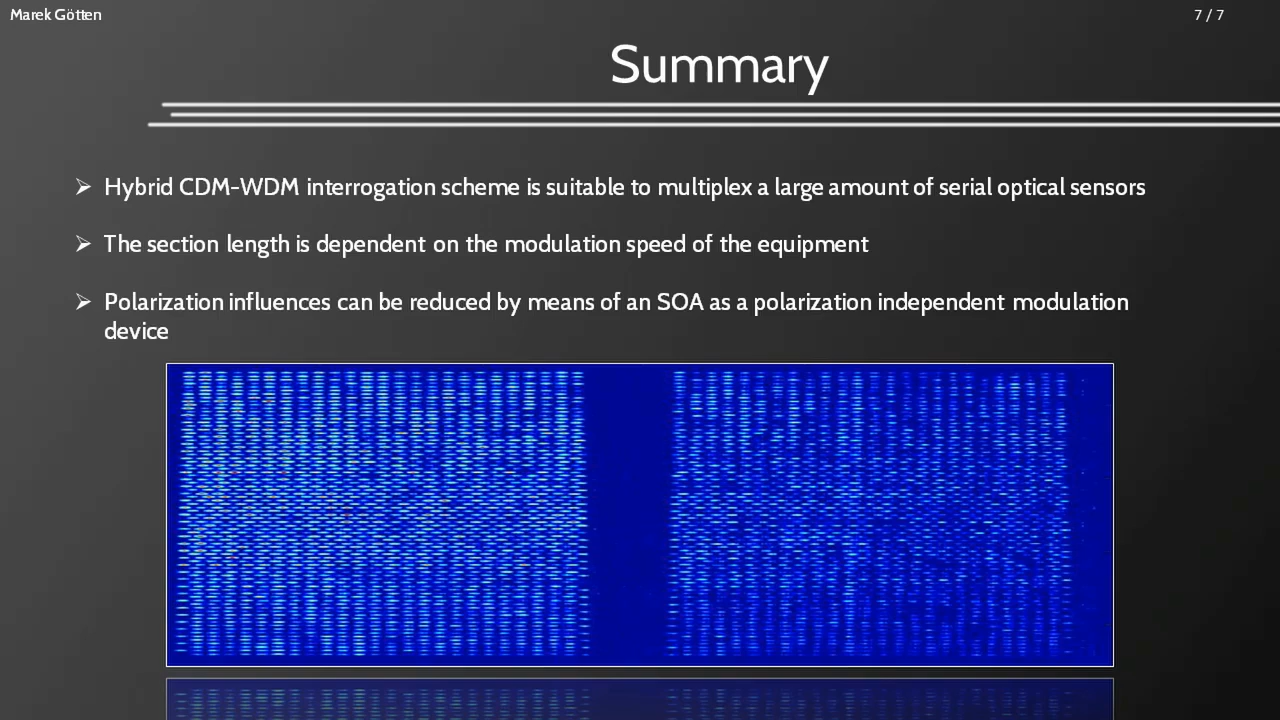 Marek Götten
7 / 7
Summary
Hybrid CDM-WDM interrogation scheme is suitable to multiplex a large amount of serial optical sensors
The section length is dependent on the modulation speed of the equipment
Polarization influences can be reduced by means of an SOA as a polarization independent modulation
device